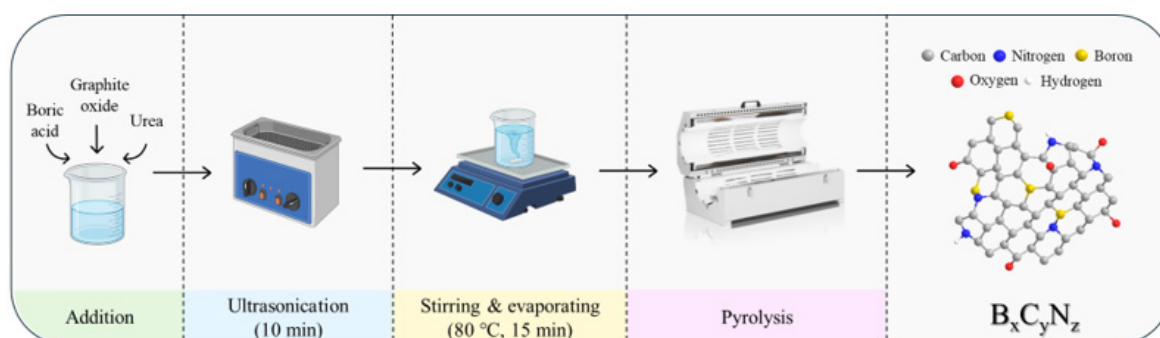 Boric
acid
Graphite
oxide
Urea
Carbon
Nitrogen
Boron
Oxygen
Hydrogen
Addition
Ultrasonication
(10 min)
Stirring & evaporating
(80 °C, 15 min)
Pyrolysis
BₓCᵧN_z